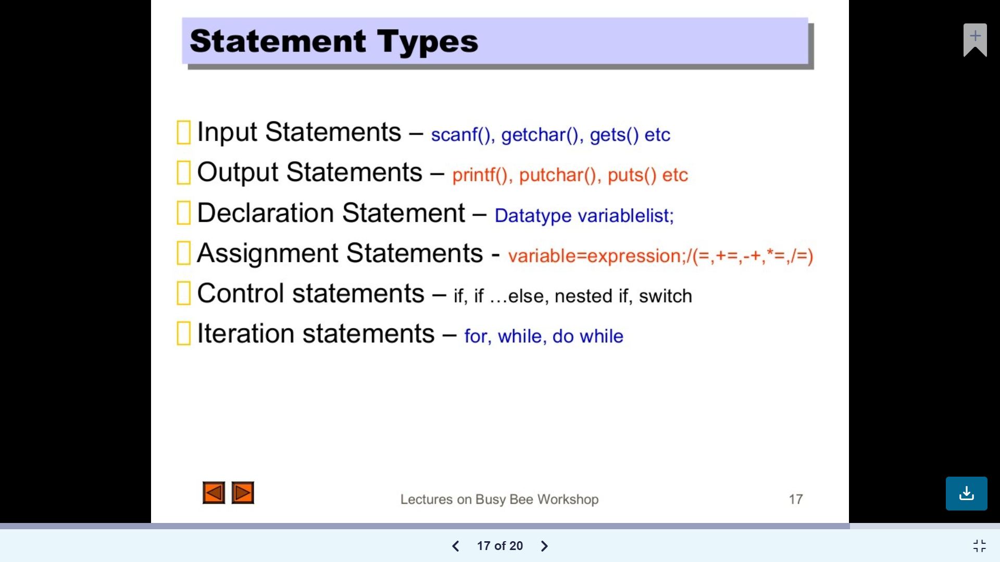 Statement Types
Input Statements – scanf(), getchar(), gets() etc
Output Statements – printf(), putchar(), puts() etc
Declaration Statement – Datatype variablelist;
Assignment Statements - variable=expression;/(=,+=,-+,*=,/=)
Control statements – if, if …else, nested if, switch
Iteration statements – for, while, do while
Lectures on Busy Bee Workshop
17
17 of 20